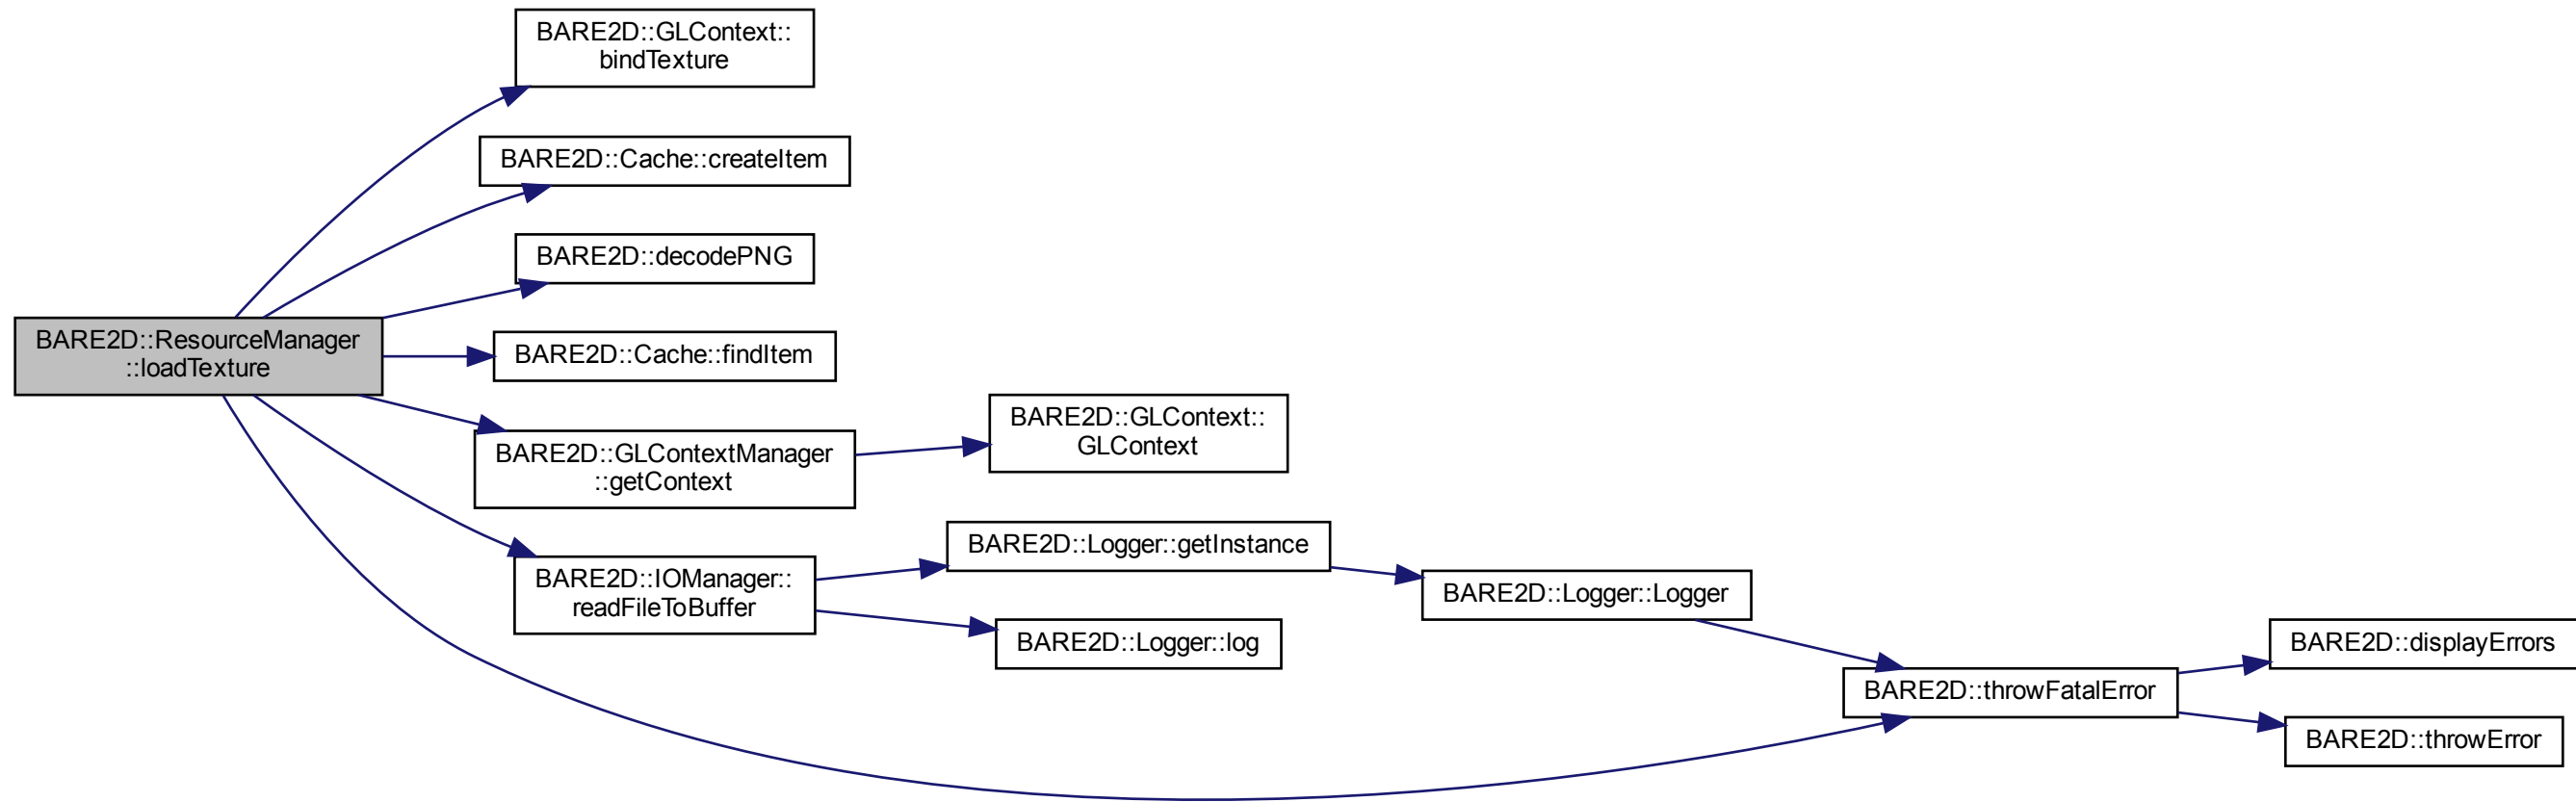 BARE2D::GLContext::
bindTexture
BARE2D::Cache::createItem
BARE2D::decodePNG
BARE2D::ResourceManager
::loadTexture
BARE2D::Cache::findItem
BARE2D::GLContextManager
::getContext
BARE2D::GLContext::
GLContext
BARE2D::IOManager::
readFileToBuffer
BARE2D::Logger::getInstance
BARE2D::Logger::log
BARE2D::Logger::Logger
BARE2D::throwFatalError
BARE2D::displayErrors
BARE2D::throwError